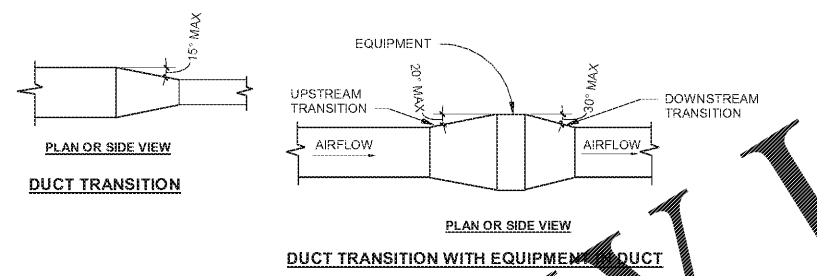 15° MAX
PLAN OR SIDE VIEW
DUCT TRANSITION
EQUIPMENT
20° MAX
30° MAX
UPSTREAM
TRANSITION
DOWNSTREAM
TRANSITION
AIRFLOW
AIRFLOW
PLAN OR SIDE VIEW
DUCT TRANSITION WITH EQUIPMENT IN DUCT